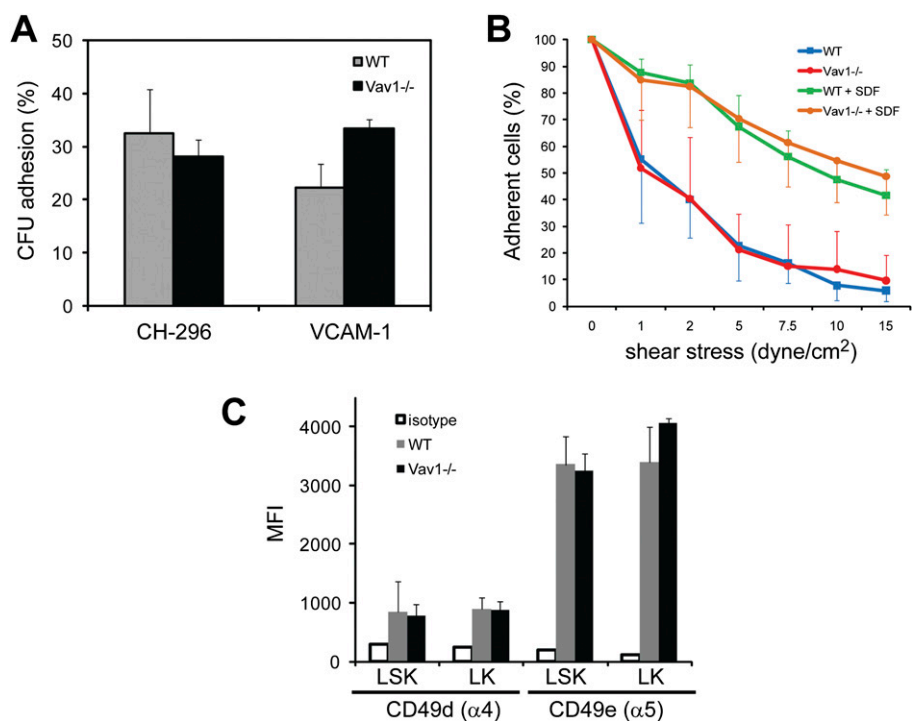 A
50
40
30
20
10
0
CFU adhesion (%)
WT
Vav1-/-
CH-296
VCAM-1
B
100
90
80
70
60
50
40
30
20
10
0
Adherent cells (%)
WT
Vav1-/-
WT + SDF
Vav1-/- + SDF
0 1 2 5 7.5 10 15
shear stress (dyne/cm²)
C
4000
3000
2000
1000
0
MFI
isotype
WT
Vav1-/-
LSK LK LSK LK
CD49d (α4) CD49e (α5)